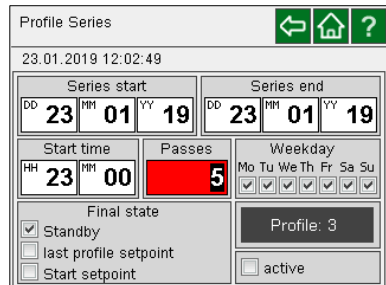 Profile Series
?
23.01.2019 12:02:49
Series start Series end
DD 23 MM 01 YY 19 DD 23 MM 01 YY 19
Start time Passes Weekday
Mo Tu We Th Fr Sa Su
HH 23 MM 00 5
Final state
Standby Profile: 3
last profile setpoint
Start setpoint active